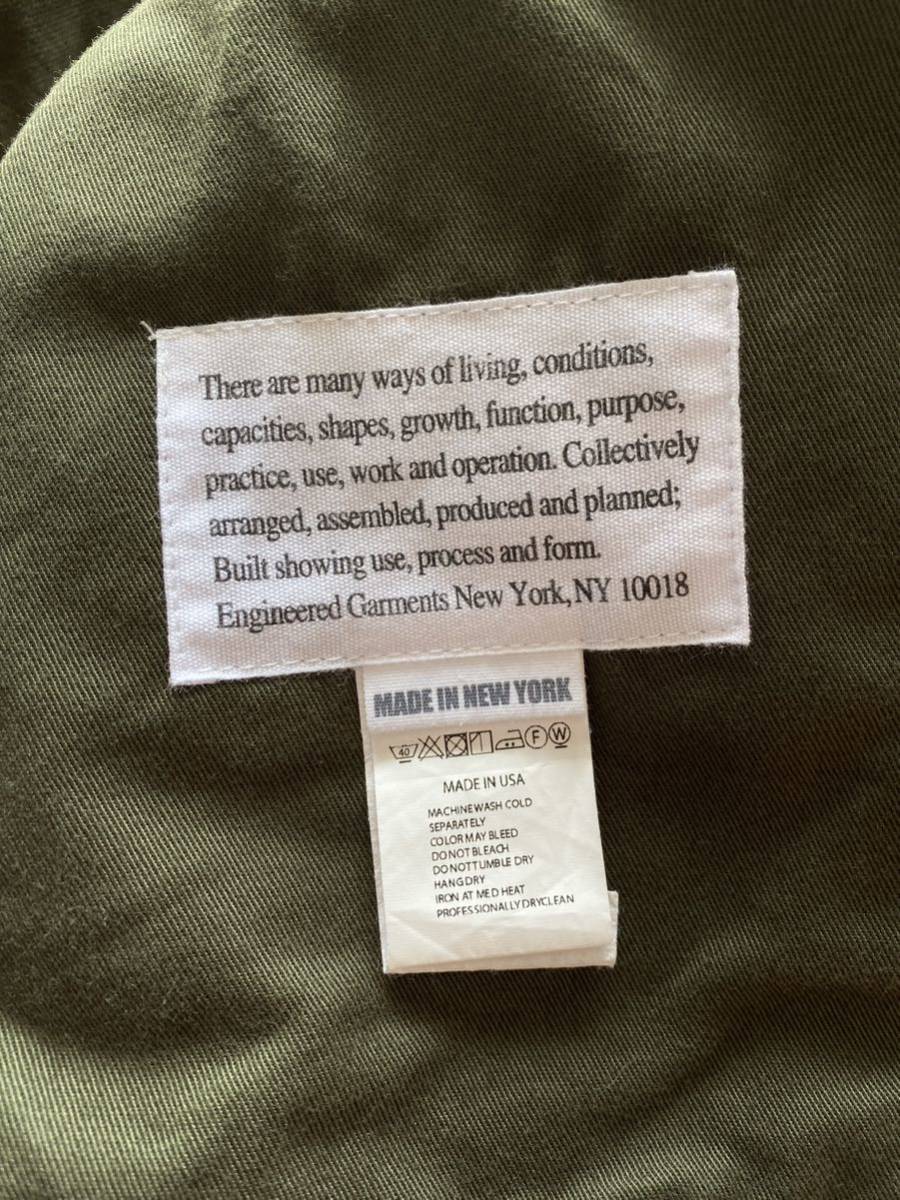 There are many ways of living, conditions,
capacities, shapes, growth, function, purpose,
practice, use, work and operation. Collectively
arranged, assembled, produced and planned;
Built showing use, process and form.
Engineered Garments New York, NY 10018
MADE IN NEW YORK
40 F W
MADE IN USA
MACHINE WASH COLD
SEPARATELY
COLOR MAY BLEED
DO NOT BLEACH
DO NOT TUMBLE DRY
HANG DRY
IRON AT MED HEAT
PROFESSIONALLY DRYCLEAN